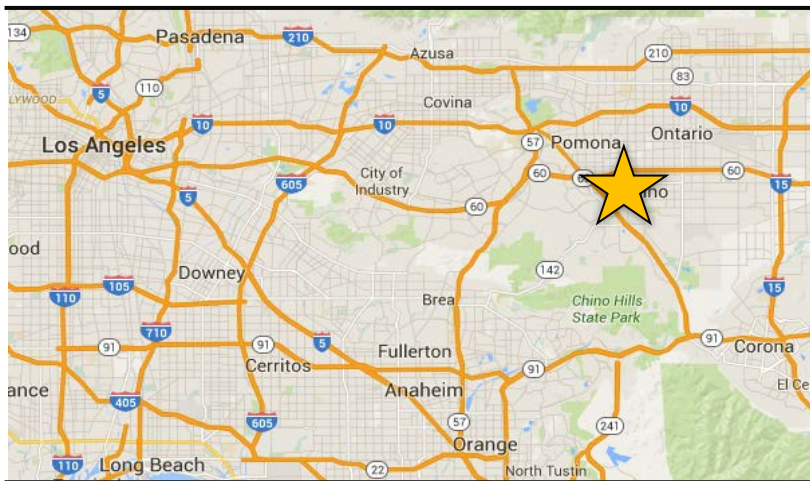 134
Pasadena
210
Azusa
210
5
110
83
LYWOOD
Covina
10
10
10
Los Angeles
57
Pomona
Ontario
City of
Industry
605
60
60
15
ino
5
60
ood
142
Downey
110
105
Brea
Chino Hills
State Park
15
710
91
91
5
Fullerton
91
Corona
Cerritos
91
Anaheim
El Ce
ance
405
605
57
241
Orange
110
Long Beach
22
North Tustin